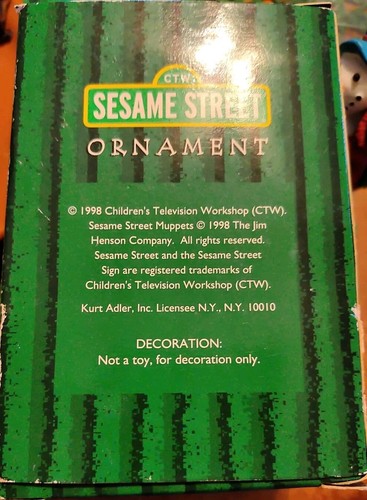 CTW
SESAME STREET
ORNAMENT
© 1998 Children's Television Workshop (CTW).
Sesame Street Muppets © 1998 The Jim
Henson Company. All rights reserved.
Sesame Street and the Sesame Street
Sign are registered trademarks of
Children's Television Workshop (CTW).
Kurt Adler, Inc. Licensee N.Y., N.Y. 10010
DECORATION:
Not a toy, for decoration only.